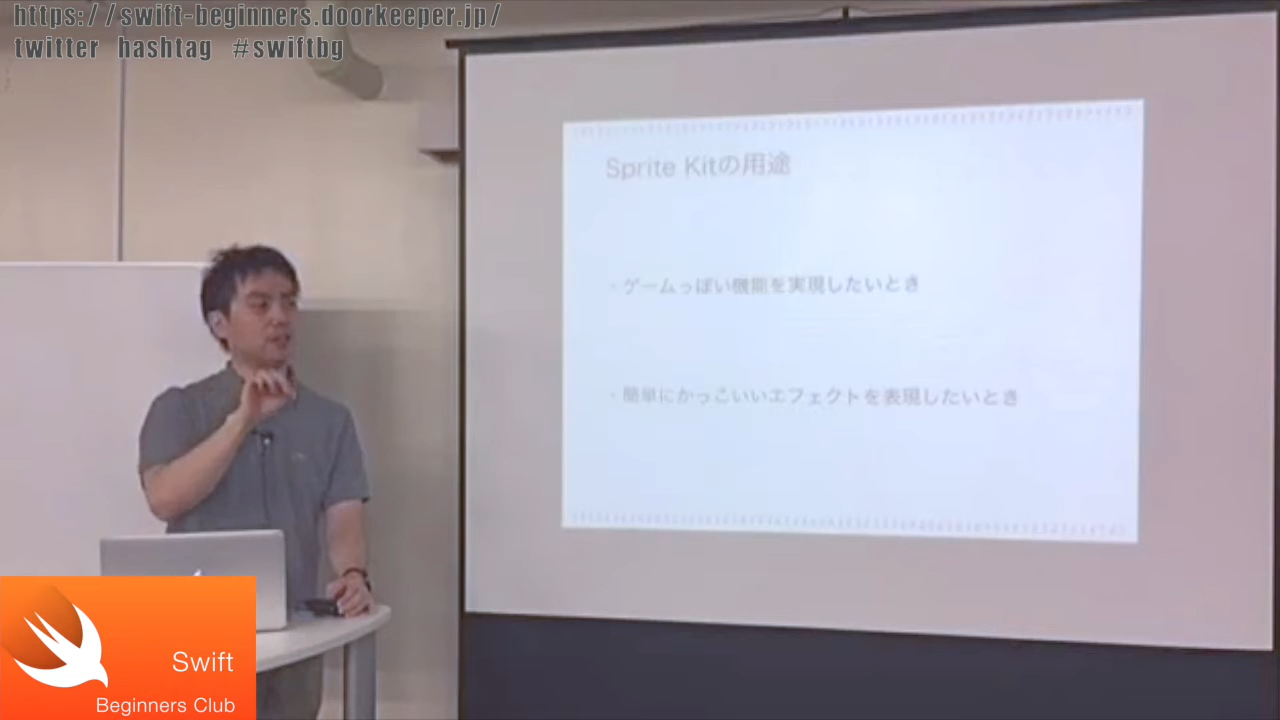 https://swift-beginners.doorkeeper.jp/
twitter hashtag #swiftbg
Sprite Kitの用途
・ゲームっぽい機能を実現したいとき
・簡単にかっこいいエフェクトを表現したいとき
Swift
Beginners Club